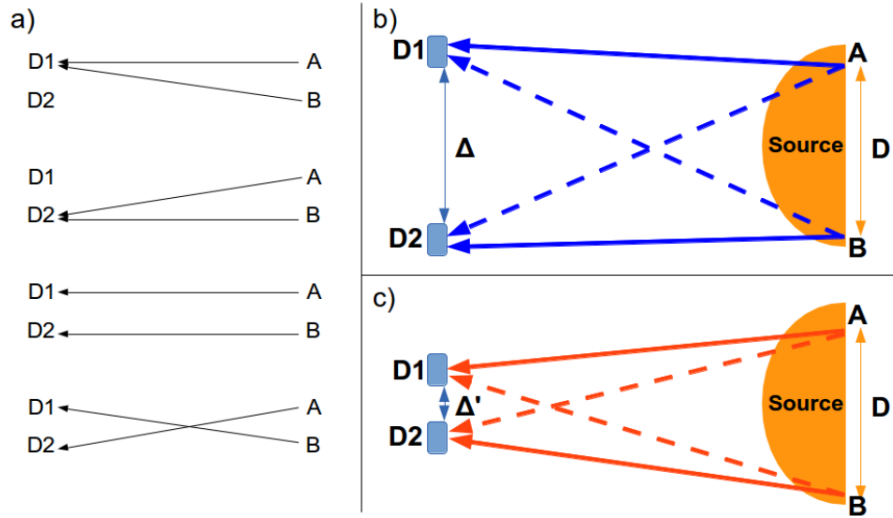 a)
D1 A
D2 B
D1 A
D2 B
D1 A
D2 B
D1 A
D2 B
b)
D1 A
Δ Source D
D2 B
c)
A
D1
Δ' Source D
D2
B